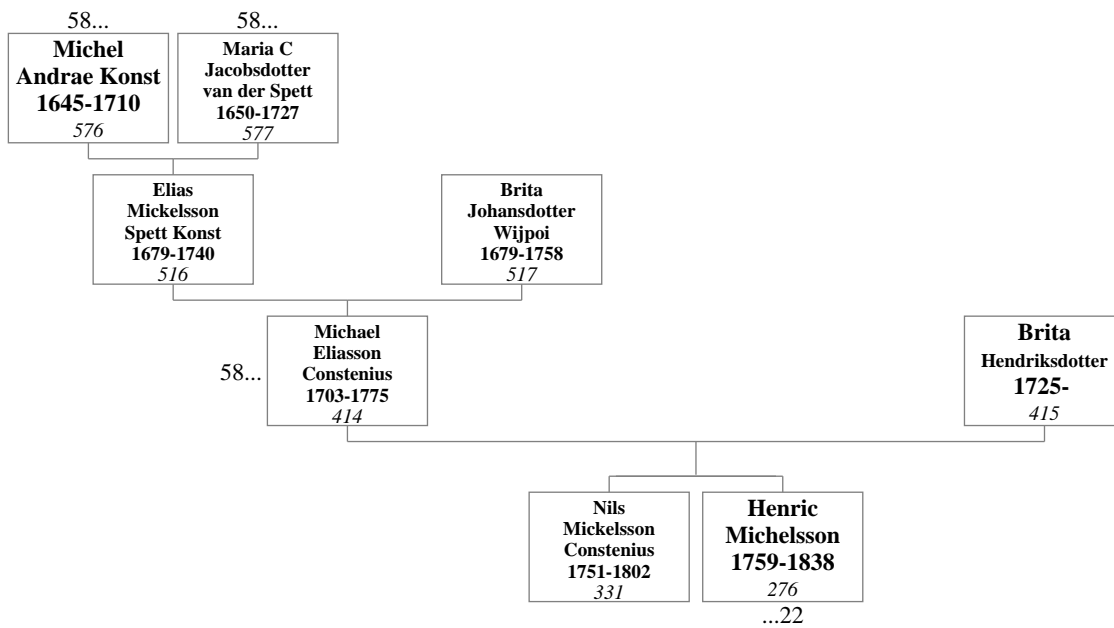 58...
Michel
Andrae Konst
1645-1710
576
58...
Maria C
Jacobsdotter
van der Spett
1650-1727
577
Elias
Mickelsson
Spett Konst
1679-1740
516
Brita
Johansdotter
Wijpoi
1679-1758
517
58...
Michael
Eliasson
Constenius
1703-1775
414
Brita
Hendriksdotter
1725-
415
Nils
Mickelsson
Constenius
1751-1802
331
Henric
Michelsson
1759-1838
276
...22